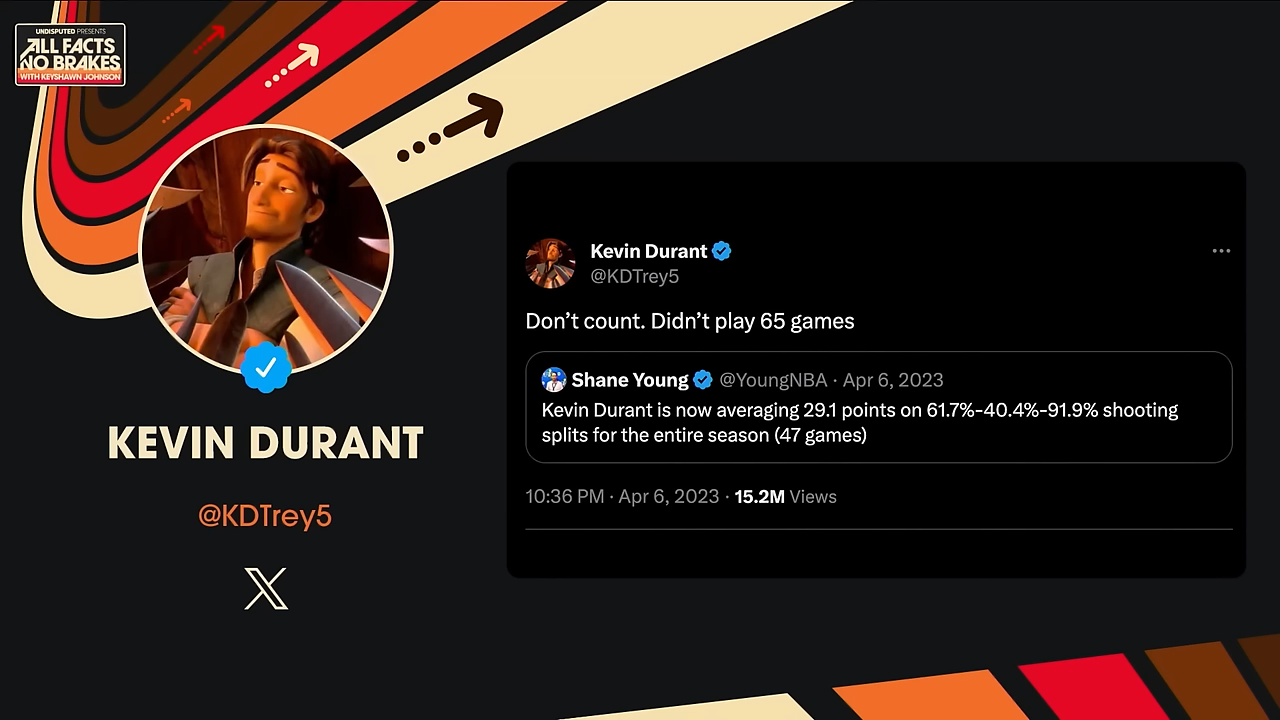 UNDISPUTED PRESENTS
ALL FACTS
NO BRAKES
WITH KEYSHAWN JOHNSON
KEVIN DURANT
@KDTrey5
Kevin Durant
@KDTrey5
Don’t count. Didn’t play 65 games
Shane Young @YoungNBA · Apr 6, 2023
Kevin Durant is now averaging 29.1 points on 61.7%-40.4%-91.9% shooting
splits for the entire season (47 games)
10:36 PM · Apr 6, 2023 · 15.2M Views